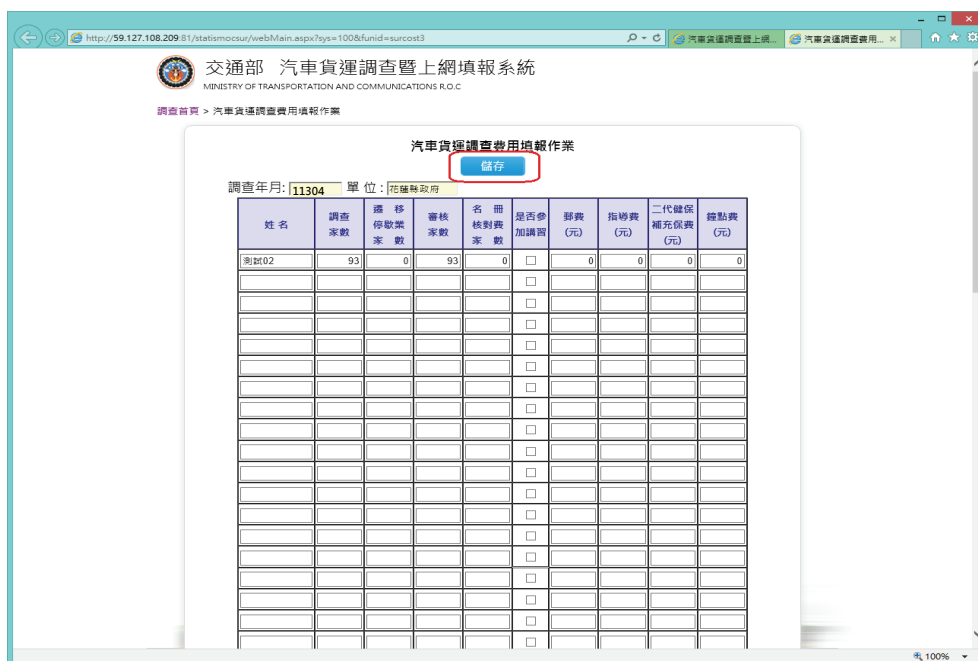 http://59.127.108.209:81/statismocsur/webMain.aspx?sys=100&funid=surcost3
汽車貨運調查暨上網...
汽車貨運調查費用...
交通部 汽車貨運調查暨上網填報系統
MINISTRY OF TRANSPORTATION AND COMMUNICATIONS R.O.C
調查首頁 > 汽車貨運調查費用填報作業
汽車貨運調查費用填報作業
儲存
調查年月: 11304 單 位 : 花蓮縣政府
姓 名 調查家數 遷移停歇業家數 審核家數 名冊核對費家數 是否參加講習 郵費(元) 指導費(元) 二代健保補充保費(元) 鐘點費(元)
測試02 93 0 93 0 0 0 0 0
100%